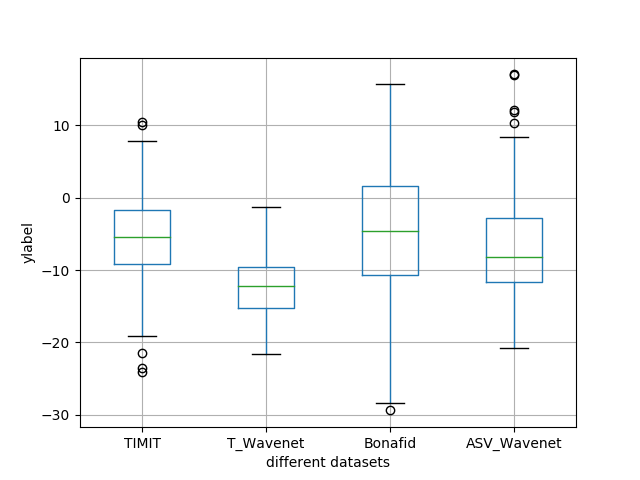 10
0
−10
−20
−30
ylabel
TIMIT
T_Wavenet
Bonafid
ASV_Wavenet
different datasets